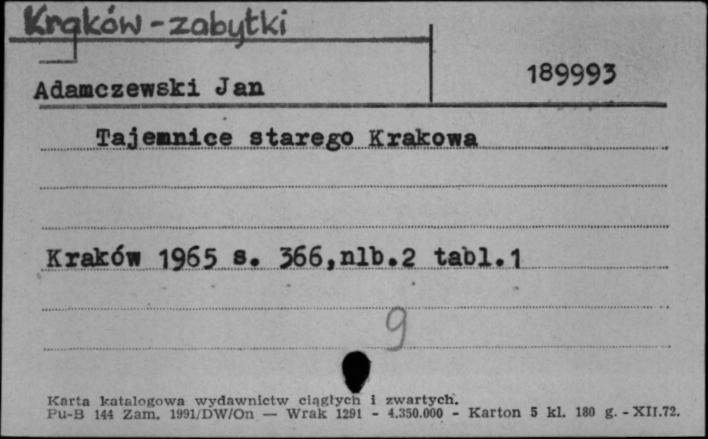 Kraków - zabytki
189993
Adamczewski Jan
Tajemnice starego Krakowa
Kraków 1965 s. 366,nlb.2 tabl.1
9
Karta katalogowa wydawnictw ciągłych i zwartych.
Pu-B 144 Zam. 1991/DW/On — Wrak 1291 - 4.350.000 - Karton 5 kl. 180 g. - XII.72.